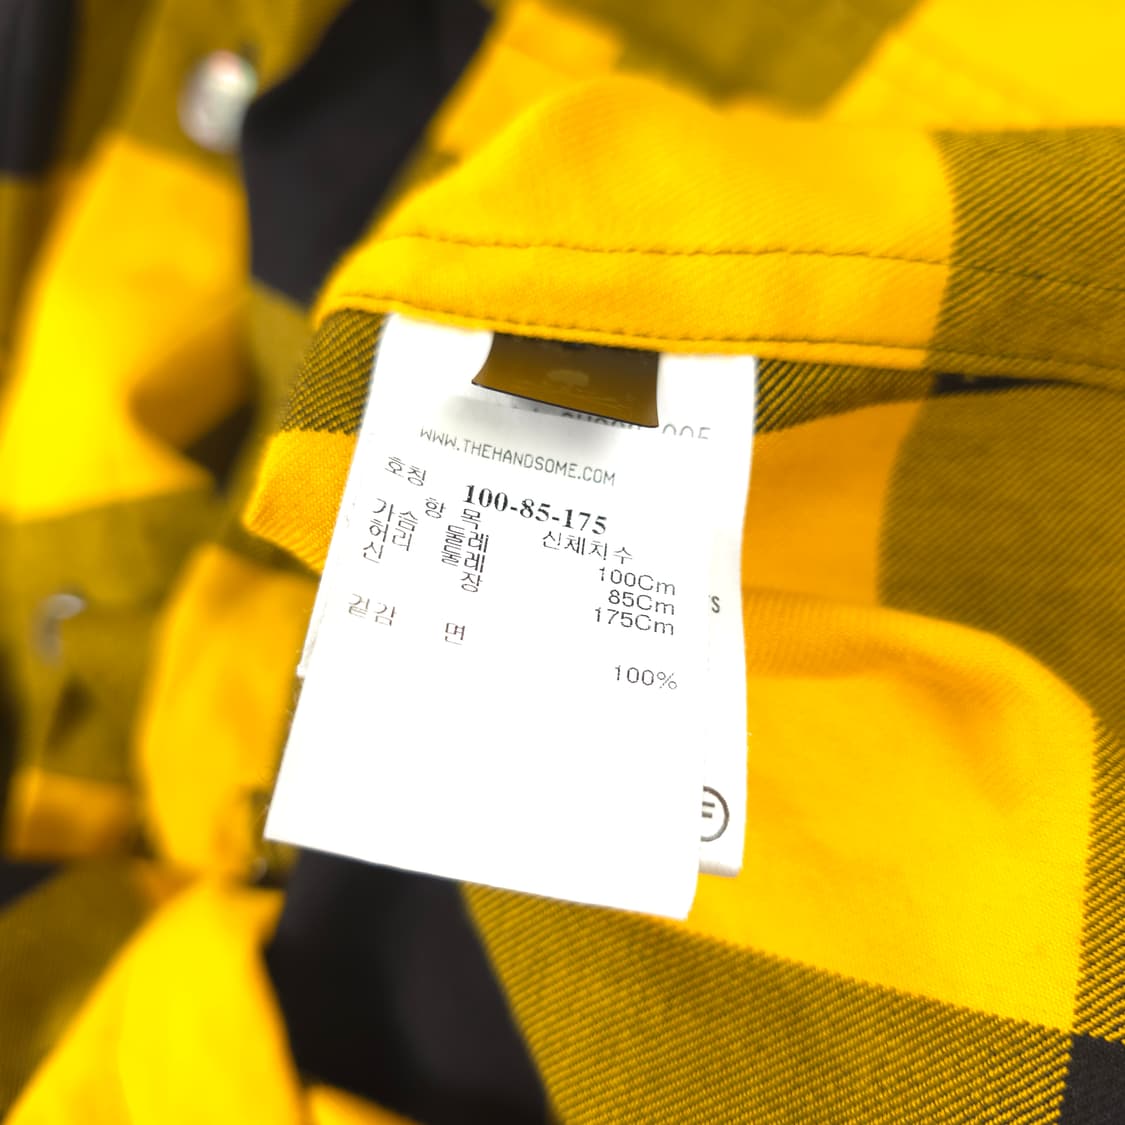 WWW.THEHANDSOME.COM
호칭 100-85-175
항 목 신체치수
가슴 둘레 100Cm
허리 둘레 85Cm
신 장 175Cm
겉감 면 100%